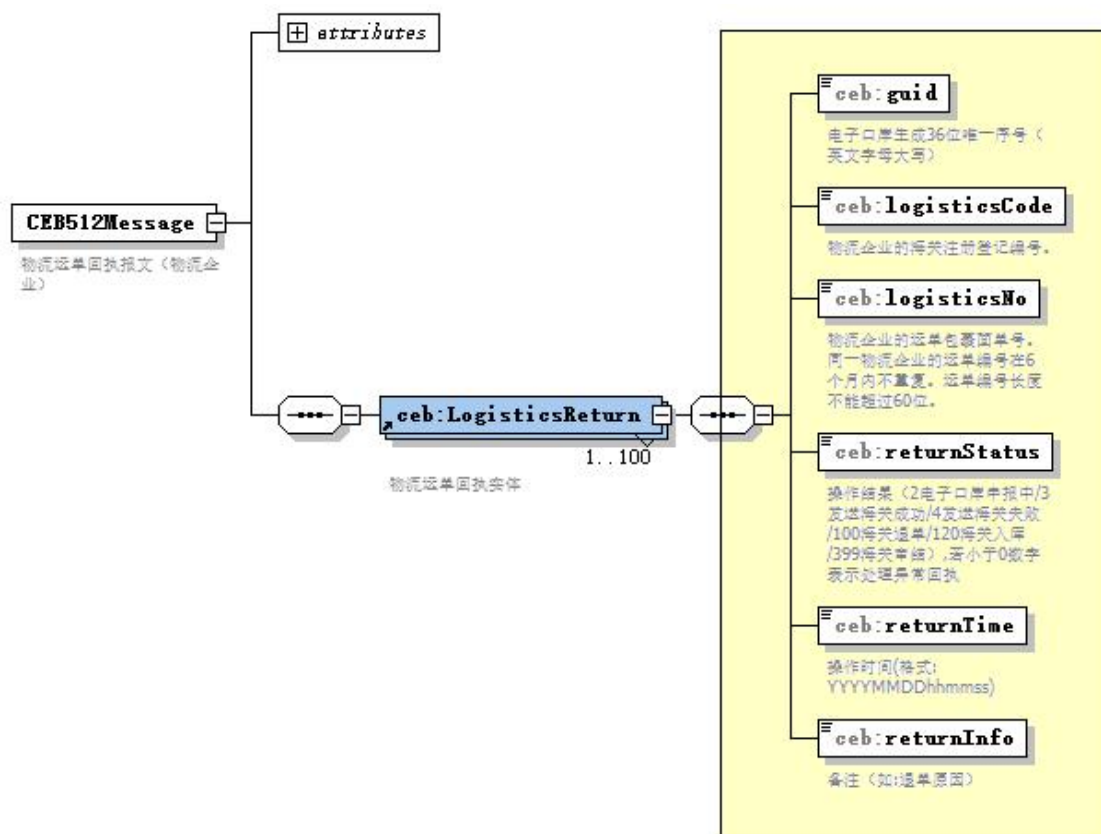 attributes
CEB512Message
物流运单回执报文（物流企
业）
ceb:LogisticsReturn
1..100
物流运单回执实体
ceb:guid
电子口岸生成36位唯一序号（
英文字母大写）
ceb:logisticsCode
物流企业的海关注册登记编号。
ceb:logisticsNo
物流企业的运单包裹面单号。
同一物流企业的运单编号在6
个月内不重复。运单编号长度
不能超过60位。
ceb:returnStatus
操作结果（2电子口岸申报中/3
发送海关成功/4发送海关失败
/100海关退单/120海关入库
/399海关审结）,若小于0数字
表示处理异常回执
ceb:returnTime
操作时间(格式:
YYYYMMDDhhmmss)
ceb:returnInfo
备注（如:退单原因）